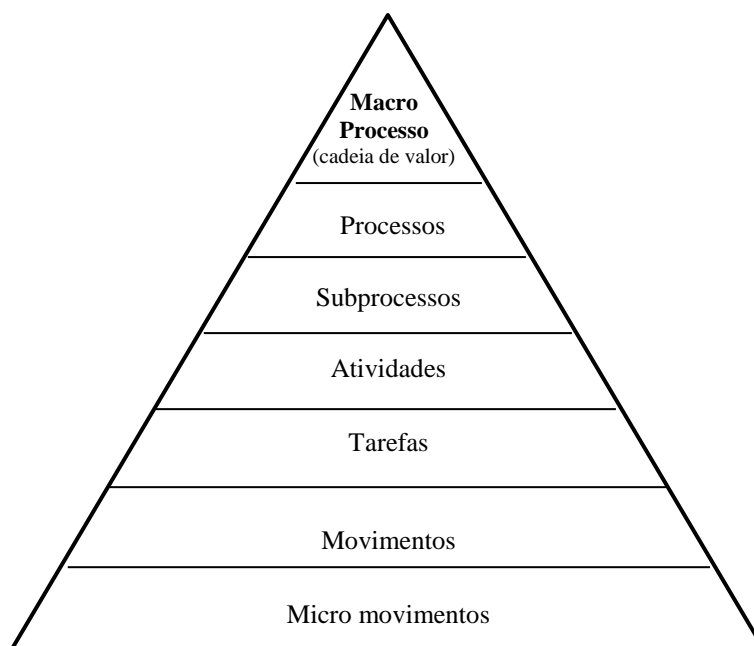 Macro
Processo
(cadeia de valor)
Processos
Subprocessos
Atividades
Tarefas
Movimentos
Micro movimentos